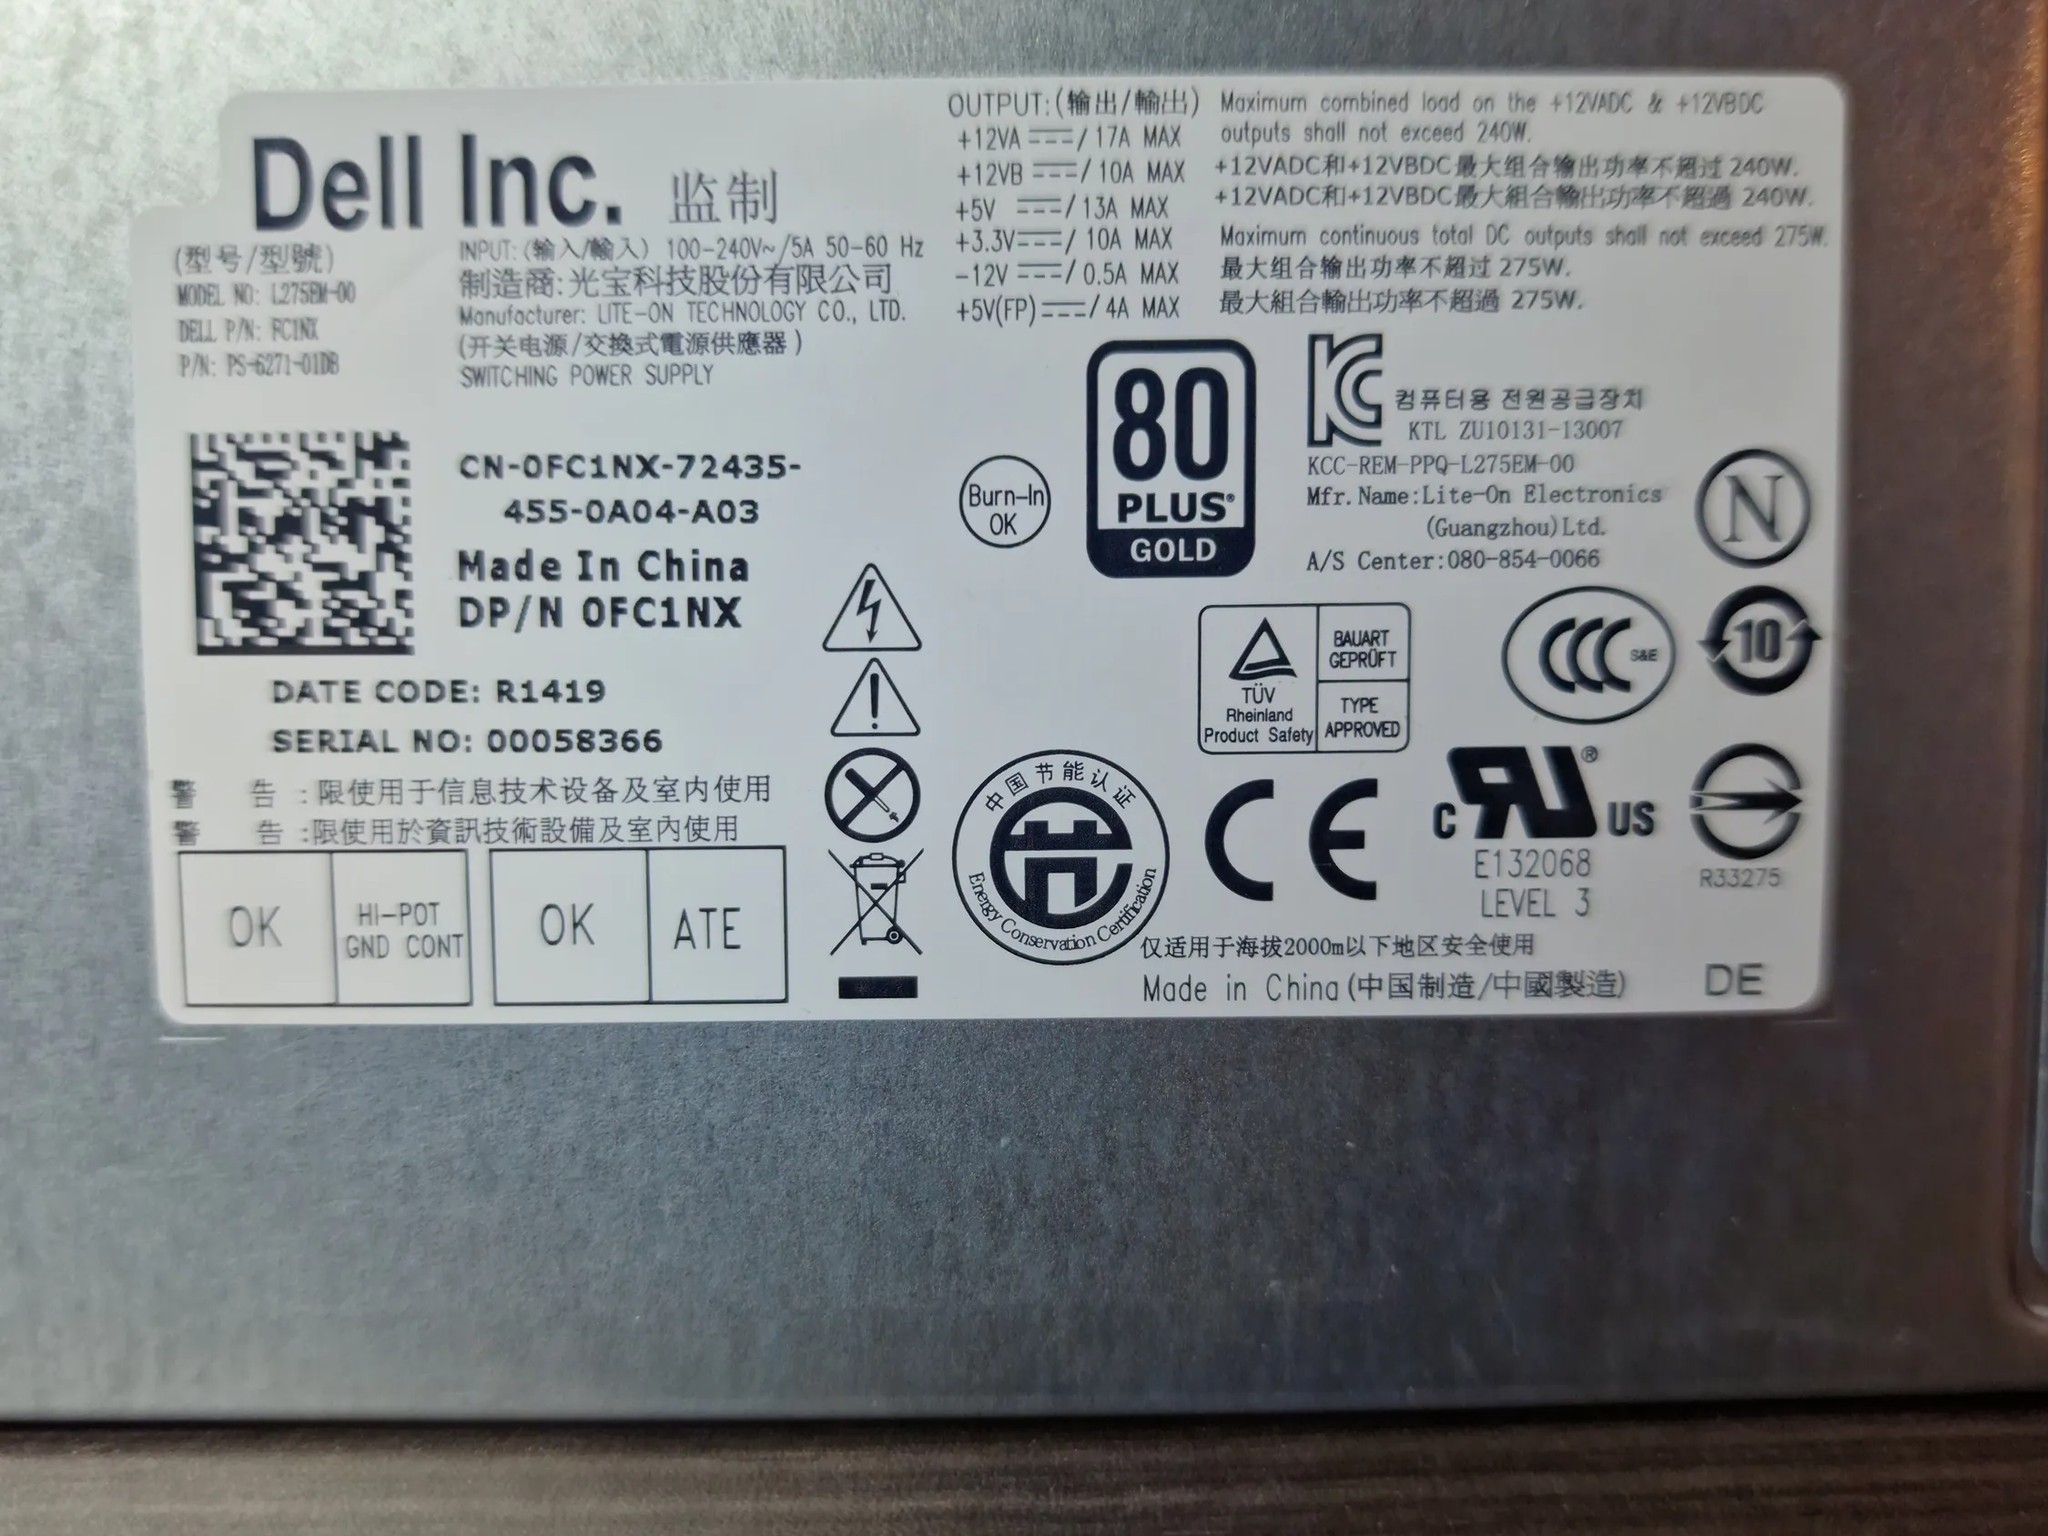 Dell Inc. 监制
(型号/型號)
MODEL NO: L275EM-00
DELL P/N: FC1NX
P/N: PS-6271-01DB
INPUT: (输入/輸入) 100-240V~/5A 50-60 Hz
制造商:光宝科技股份有限公司
Manufacturer: LITE-ON TECHNOLOGY CO., LTD.
(开关电源/交換式電源供應器)
SWITCHING POWER SUPPLY
OUTPUT:(输出/輸出)
+12VA ⎓/ 17A MAX
+12VB ⎓/ 10A MAX
+5V ⎓/ 13A MAX
+3.3V⎓/ 10A MAX
-12V ⎓/ 0.5A MAX
+5V(FP)⎓/ 4A MAX
Maximum combined load on the +12VADC & +12VBDC
outputs shall not exceed 240W.
+12VADC和+12VBDC最大组合输出功率不超过 240W.
+12VADC和+12VBDC最大組合輸出功率不超過 240W.
Maximum continuous total DC outputs shall not exceed 275W.
最大组合输出功率不超过 275W.
最大組合輸出功率不超過 275W.
CN-0FC1NX-72435-
455-0A04-A03
Made In China
DP/N 0FC1NX
DATE CODE: R1419
SERIAL NO: 00058366
警 告 :限使用于信息技术设备及室内使用
警 告 :限使用於資訊技術設備及室內使用
OK
HI-POT
GND CONT
OK
ATE
Burn-In
OK
80
PLUS®
GOLD
KC
컴퓨터용 전원공급장치
KTL ZU10131-13007
KCC-REM-PPQ-L275EM-00
Mfr.Name:Lite-On Electronics
(Guangzhou)Ltd.
A/S Center:080-854-0066
N
TÜV
Rheinland
Product Safety
BAUART
GEPRÜFT
TYPE
APPROVED
CCC S&E
10
中国节能认证
Energy Conservation Certification
CE
c RU ® US
E132068
LEVEL 3
R33275
仅适用于海拔2000m以下地区安全使用
Made in China(中国制造/中國製造)
DE